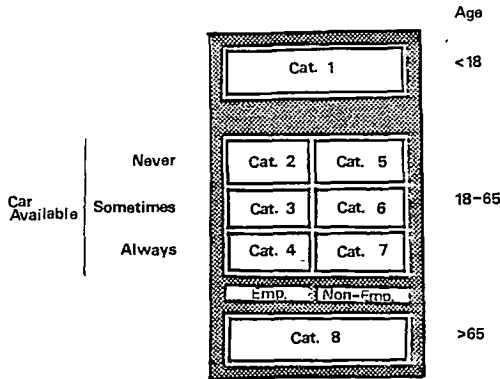 Age
Cat. 1 <18
Never Cat. 2 Cat. 5
Car Available Sometimes Cat. 3 Cat. 6 18-65
Always Cat. 4 Cat. 7
Emp. Non-Emp.
Cat. 8 >65